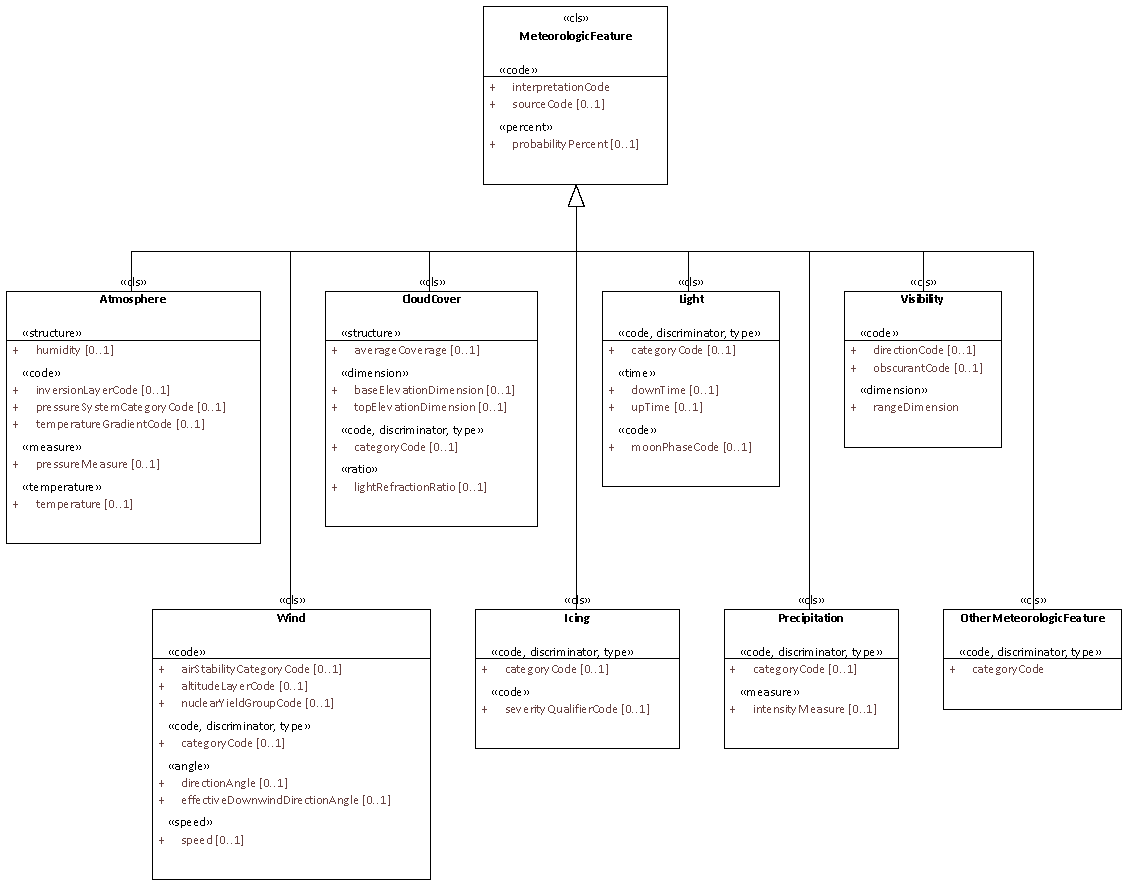 «cls»
MeteorologicFeature
«code»
+ interpretationCode
+ sourceCode [0..1]
«percent»
+ probabilityPercent [0..1]
«cls»
Atmosphere
«structure»
+ humidity [0..1]
«code»
+ inversionLayerCode [0..1]
+ pressureSystemCategoryCode [0..1]
+ temperatureGradientCode [0..1]
«measure»
+ pressureMeasure [0..1]
«temperature»
+ temperature [0..1]
«cls»
CloudCover
«structure»
+ averageCoverage [0..1]
«dimension»
+ baseElevationDimension [0..1]
+ topElevationDimension [0..1]
«code, discriminator, type»
+ categoryCode [0..1]
«ratio»
+ lightRefractionRatio [0..1]
«cls»
Light
«code, discriminator, type»
+ categoryCode [0..1]
«time»
+ downTime [0..1]
+ upTime [0..1]
«code»
+ moonPhaseCode [0..1]
«cls»
Visibility
«code»
+ directionCode [0..1]
+ obscurantCode [0..1]
«dimension»
+ rangeDimension
«cls»
Wind
«code»
+ airStabilityCategoryCode [0..1]
+ altitudeLayerCode [0..1]
+ nuclearYieldGroupCode [0..1]
«code, discriminator, type»
+ categoryCode [0..1]
«angle»
+ directionAngle [0..1]
+ effectiveDownwindDirectionAngle [0..1]
«speed»
+ speed [0..1]
«cls»
Icing
«code, discriminator, type»
+ categoryCode [0..1]
«code»
+ severityQualifierCode [0..1]
«cls»
Precipitation
«code, discriminator, type»
+ categoryCode [0..1]
«measure»
+ intensityMeasure [0..1]
«cls»
OtherMeteorologicFeature
«code, discriminator, type»
+ categoryCode